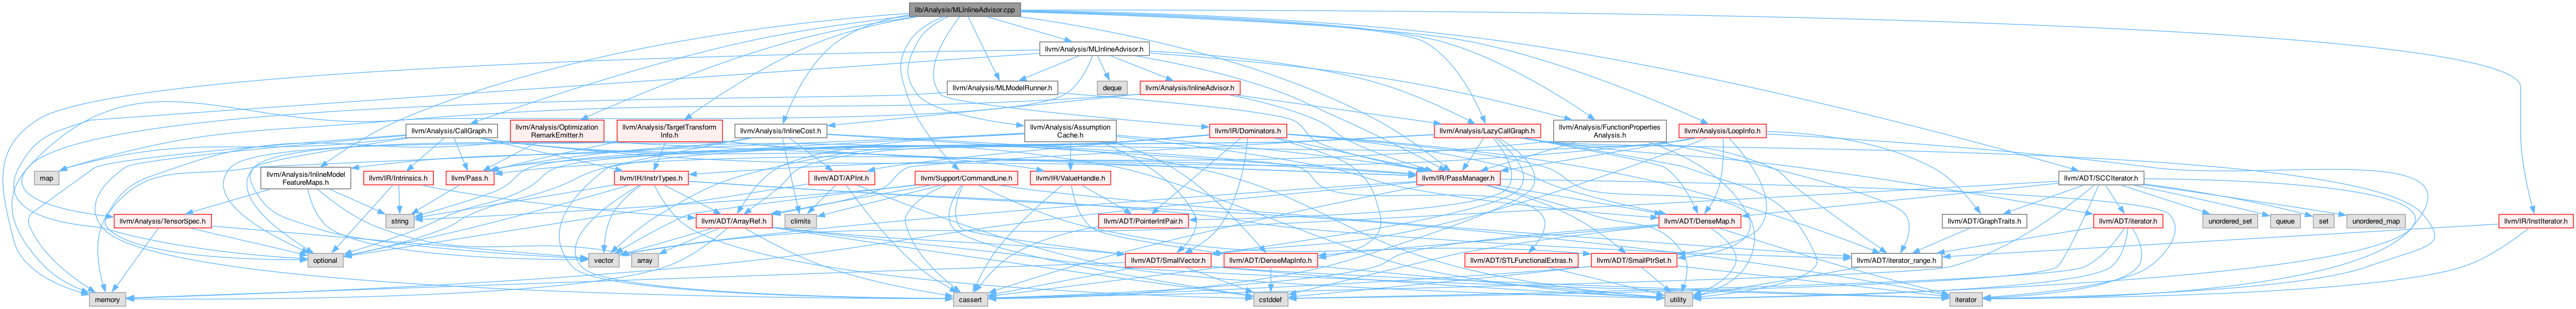 lib/Analysis/MLInlineAdvisor.cpp
llvm/Analysis/MLInlineAdvisor.h
llvm/Analysis/MLModelRunner.h
deque
llvm/Analysis/InlineAdvisor.h
llvm/Analysis/CallGraph.h
llvm/Analysis/Optimization
RemarkEmitter.h
llvm/Analysis/TargetTransform
Info.h
llvm/Analysis/InlineCost.h
llvm/Analysis/Assumption
Cache.h
llvm/IR/Dominators.h
llvm/Analysis/LazyCallGraph.h
llvm/Analysis/FunctionProperties
Analysis.h
llvm/Analysis/LoopInfo.h
map
llvm/Analysis/InlineModel
FeatureMaps.h
llvm/IR/Intrinsics.h
llvm/Pass.h
llvm/IR/InstrTypes.h
llvm/ADT/APInt.h
llvm/Support/CommandLine.h
llvm/IR/ValueHandle.h
llvm/IR/PassManager.h
llvm/ADT/SCCIterator.h
llvm/Analysis/TensorSpec.h
string
llvm/ADT/ArrayRef.h
climits
llvm/ADT/PointerIntPair.h
llvm/ADT/DenseMap.h
llvm/ADT/GraphTraits.h
llvm/ADT/iterator.h
unordered_set
queue
set
unordered_map
llvm/IR/InstIterator.h
optional
vector
array
llvm/ADT/SmallVector.h
llvm/ADT/DenseMapInfo.h
llvm/ADT/STLFunctionalExtras.h
llvm/ADT/SmallPtrSet.h
llvm/ADT/iterator_range.h
memory
cassert
cstddef
utility
iterator